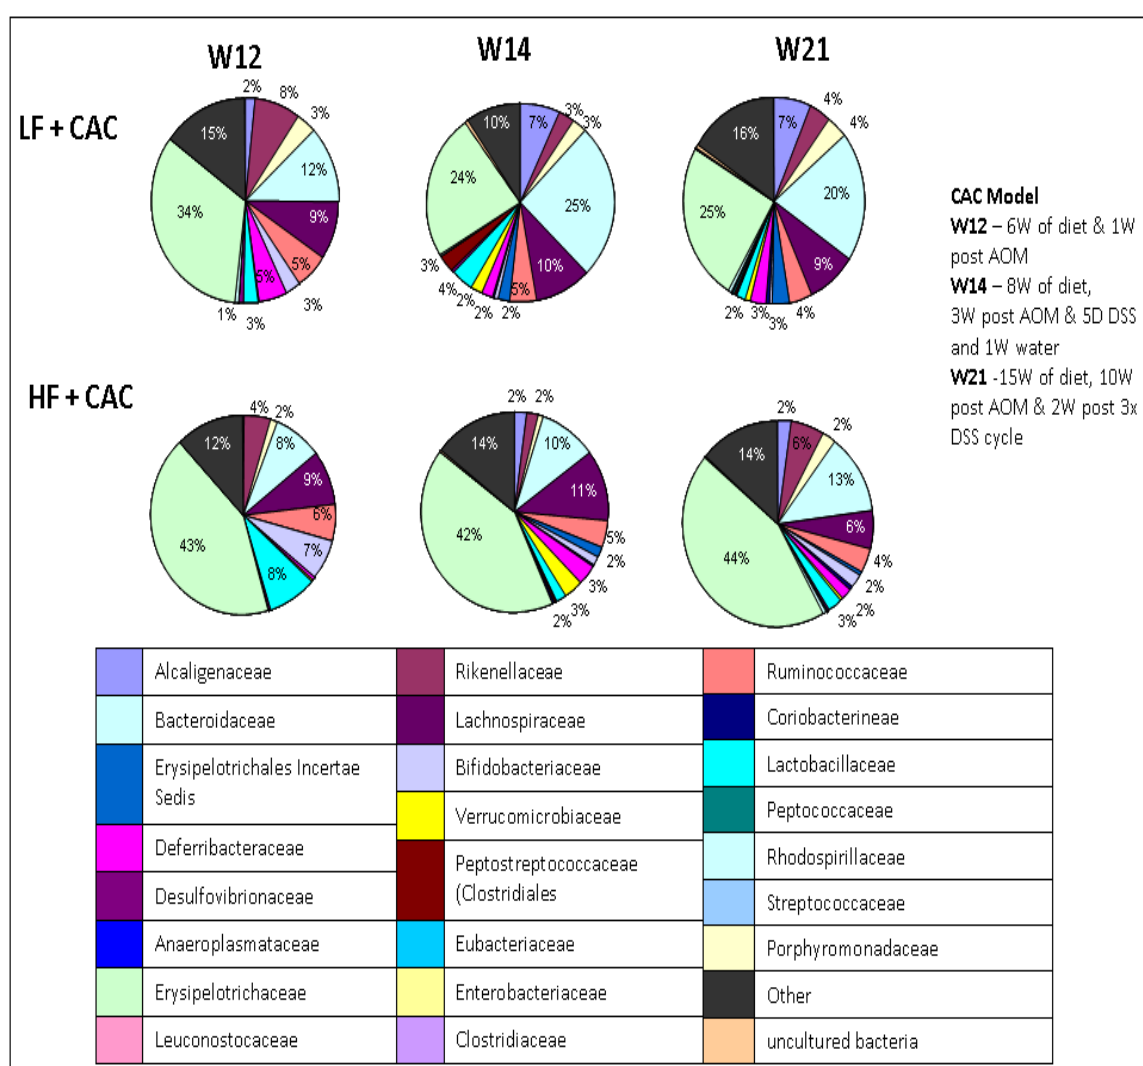 W12
W14
W21
LF + CAC
2%
8%
3%
12%
9%
5%
3%
5%
3%
1%
34%
15%
7%
3%
3%
25%
10%
5%
2%
2%
2%
4%
3%
24%
10%
7%
4%
4%
20%
9%
4%
3%
3%
2%
25%
16%
CAC Model
W12 – 6W of diet & 1W
post AOM
W14 – 8W of diet,
3W post AOM & 5D DSS
and 1W water
W21 -15W of diet, 10W
post AOM & 2W post 3x
DSS cycle
HF + CAC
4%
2%
8%
9%
6%
7%
8%
43%
12%
2%
2%
10%
11%
5%
2%
3%
3%
2%
42%
14%
2%
6%
2%
13%
6%
4%
2%
2%
3%
44%
14%
Alcaligenaceae
Rikenellaceae
Ruminococcaceae
Bacteroidaceae
Lachnospiraceae
Coriobacterineae
Erysipelotrichales Incertae
Sedis
Bifidobacteriaceae
Lactobacillaceae
Verrucomicrobiaceae
Peptococcaceae
Deferribacteraceae
Peptostreptococcaceae
(Clostridiales
Rhodospirillaceae
Desulfovibrionaceae
Streptococcaceae
Anaeroplasmataceae
Eubacteriaceae
Porphyromonadaceae
Erysipelotrichaceae
Enterobacteriaceae
Other
Leuconostocaceae
Clostridiaceae
uncultured bacteria